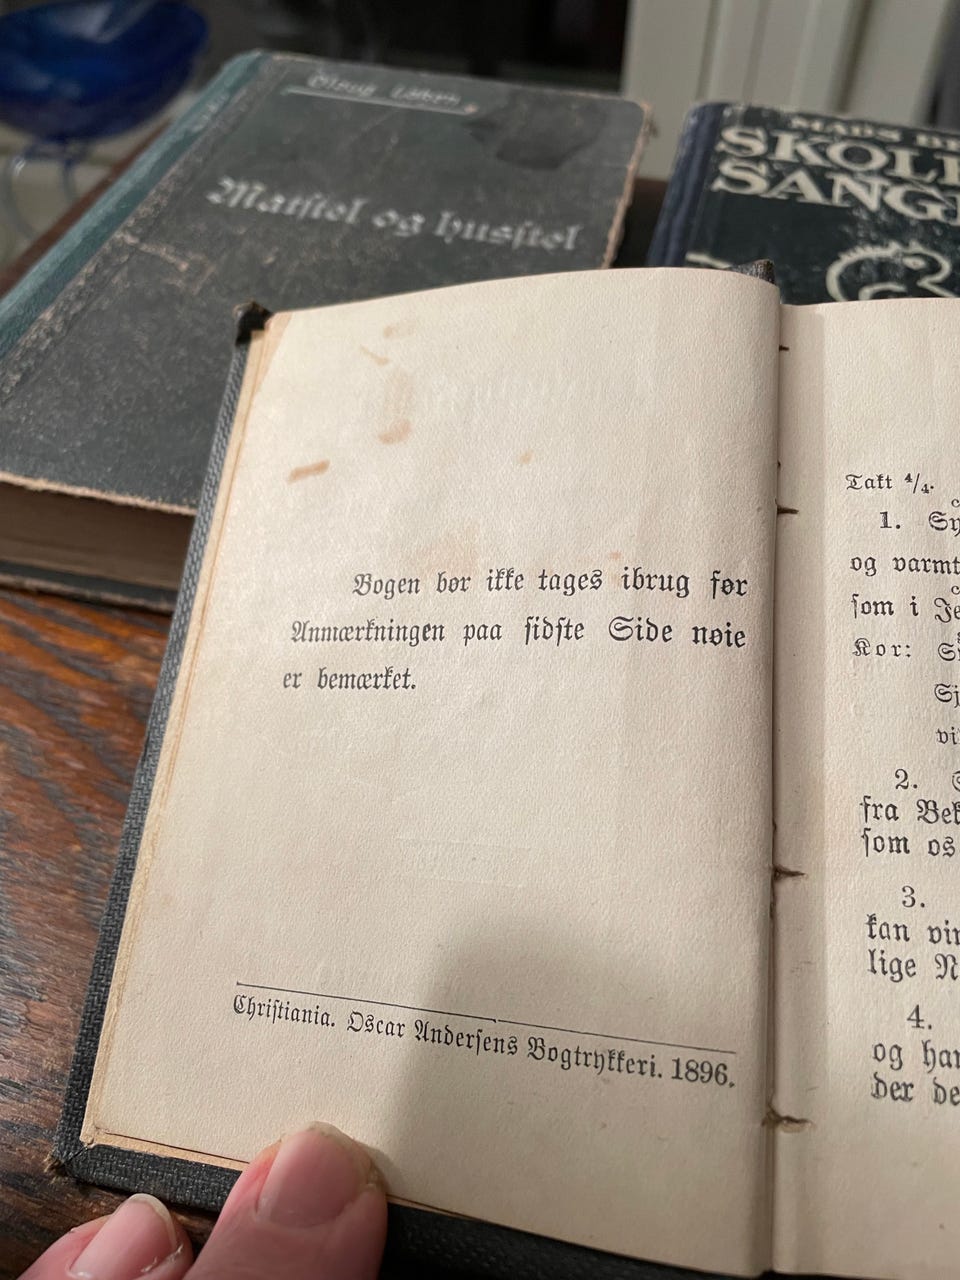 Matstel og husstel
MADS
SANG
Bogen bør ikke tages ibrug før
Anmærkningen paa sidste Side nøie
er bemærket.
Christiania. Oscar Andersens Bogtrykkeri. 1896.
Takt 4/4.
1.
og varmt
som i
Kor:
2.
fra
som os
3.
kan
lige
4.
og
der